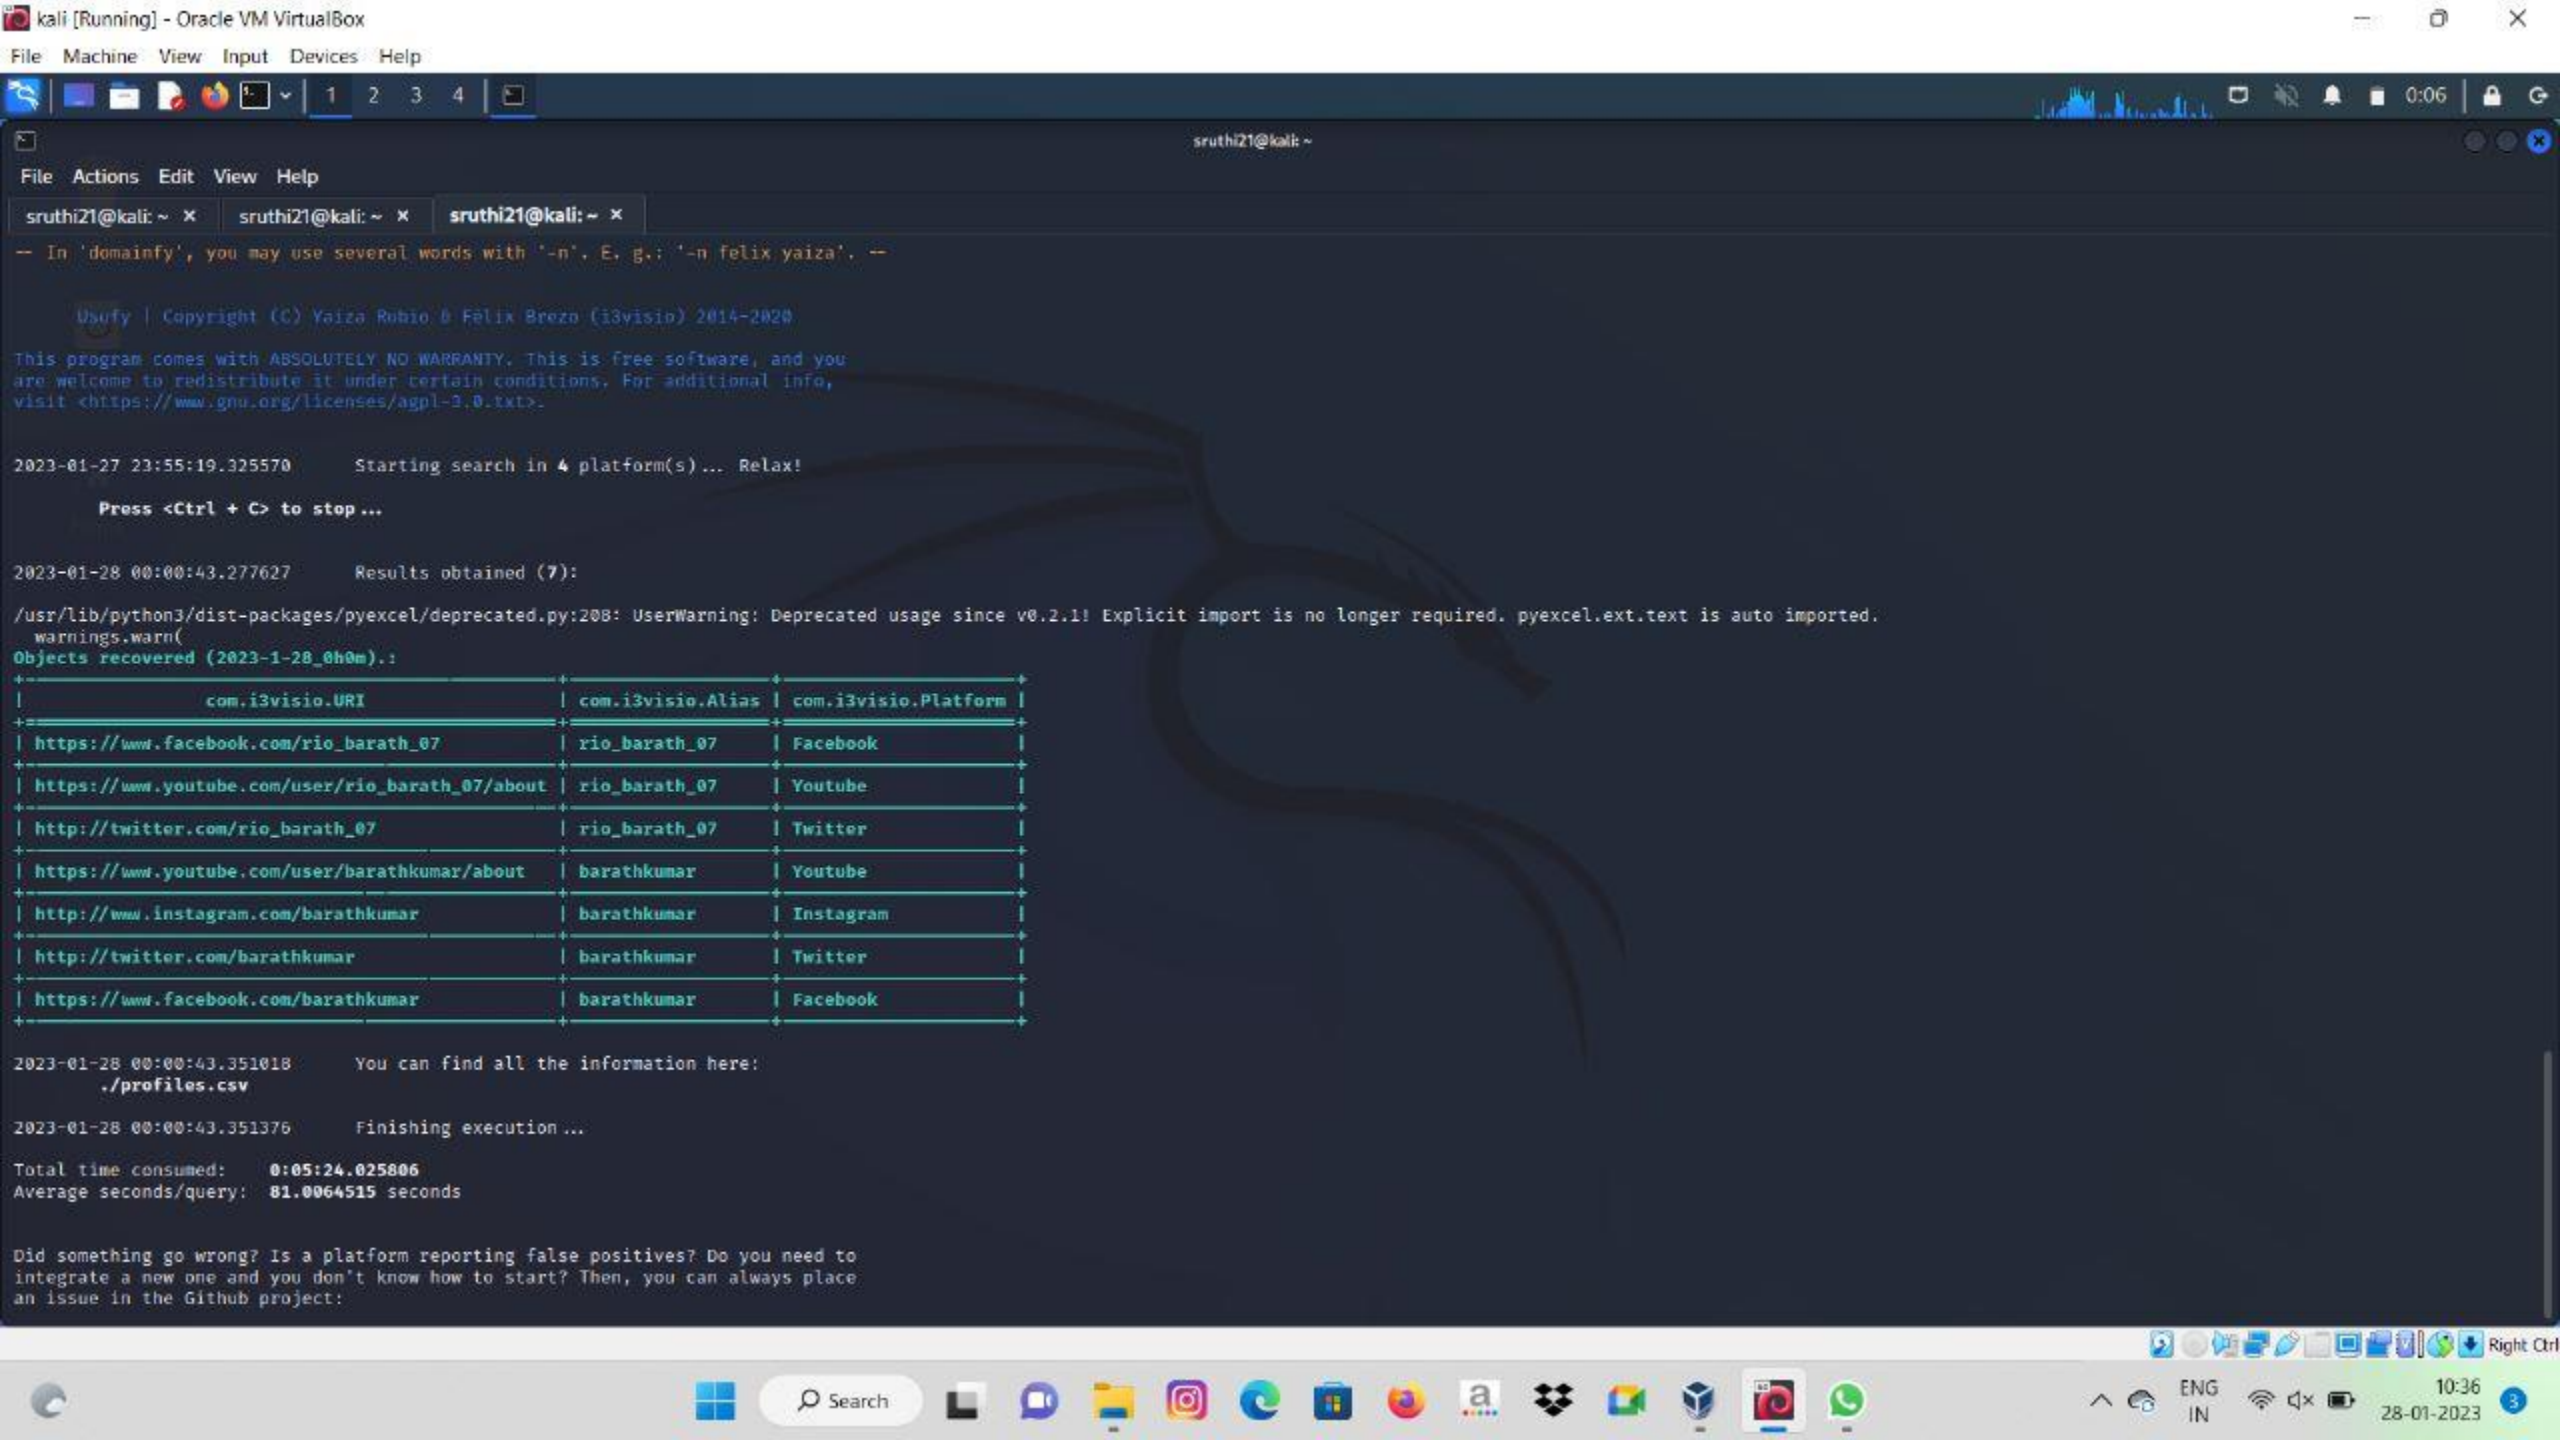 kali [Running] - Oracle VM VirtualBox
File Machine View Input Devices Help
1 2 3 4 0:06
sruthi21@kali: ~
File Actions Edit View Help
sruthi21@kali: ~ × sruthi21@kali: ~ × sruthi21@kali: ~ ×
-- In 'domainfy', you may use several words with '-n'. E. g.: '-n felix yaiza'. --
Usufy | Copyright (C) Yaiza Rubio & Félix Brezo (i3visio) 2014-2020
This program comes with ABSOLUTELY NO WARRANTY. This is free software, and you
are welcome to redistribute it under certain conditions. For additional info,
visit <https://www.gnu.org/licenses/agpl-3.0.txt>.
2023-01-27 23:55:19.325570 Starting search in 4 platform(s)... Relax!
Press <Ctrl + C> to stop...
2023-01-28 00:00:43.277627 Results obtained (7):
/usr/lib/python3/dist-packages/pyexcel/deprecated.py:208: UserWarning: Deprecated usage since v0.2.1! Explicit import is no longer required. pyexcel.ext.text is auto imported.
warnings.warn(
Objects recovered (2023-1-28_0h0m).:
| com.i3visio.URI | com.i3visio.Alias | com.i3visio.Platform |
| https://www.facebook.com/rio_barath_07 | rio_barath_07 | Facebook |
| https://www.youtube.com/user/rio_barath_07/about | rio_barath_07 | Youtube |
| http://twitter.com/rio_barath_07 | rio_barath_07 | Twitter |
| https://www.youtube.com/user/barathkumar/about | barathkumar | Youtube |
| http://www.instagram.com/barathkumar | barathkumar | Instagram |
| http://twitter.com/barathkumar | barathkumar | Twitter |
| https://www.facebook.com/barathkumar | barathkumar | Facebook |
2023-01-28 00:00:43.351018 You can find all the information here:
./profiles.csv
2023-01-28 00:00:43.351376 Finishing execution...
Total time consumed: 0:05:24.025806
Average seconds/query: 81.0064515 seconds
Did something go wrong? Is a platform reporting false positives? Do you need to
integrate a new one and you don't know how to start? Then, you can always place
an issue in the Github project:
Right Ctrl
Search
ENG
IN
10:36
28-01-2023
3